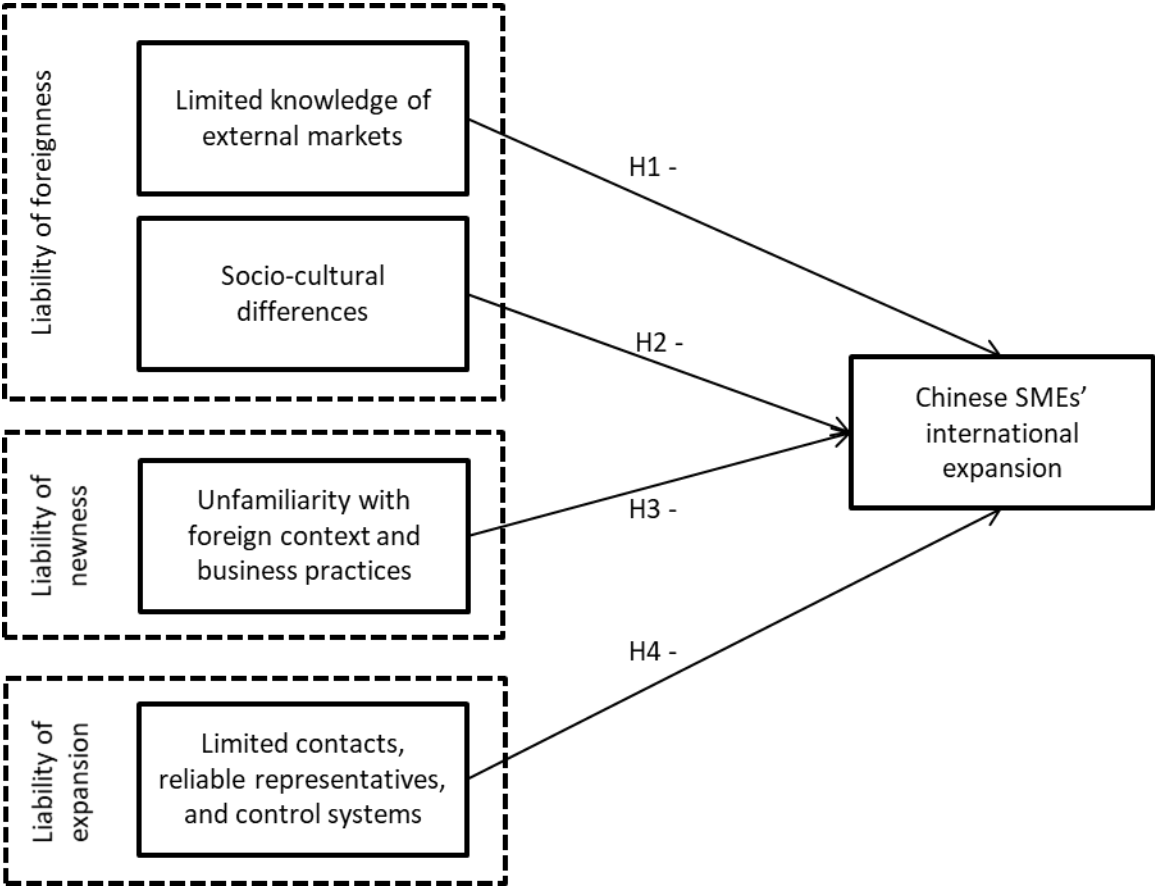 Liability of foreignness
Limited knowledge of
external markets
H1 -
Socio-cultural
differences
H2 -
Chinese SMEs’
international
expansion
Liability of
newness
Unfamiliarity with
foreign context and
business practices
H3 -
H4 -
Liability of
expansion
Limited contacts,
reliable representatives,
and control systems